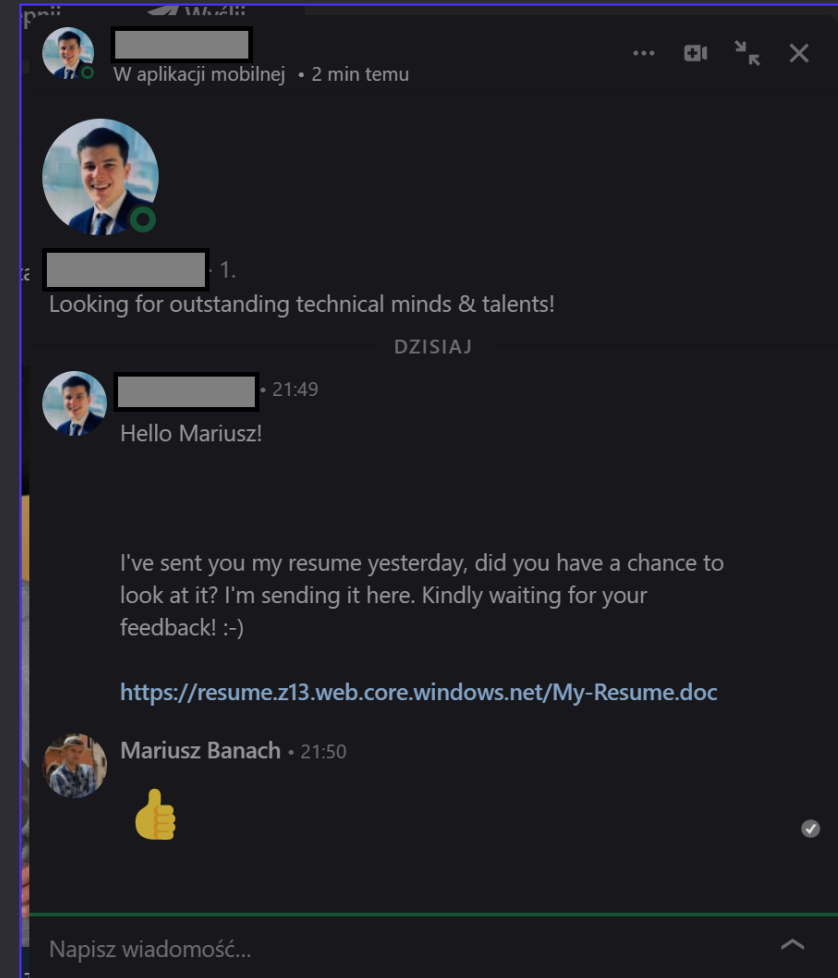 Wyślij
W aplikacji mobilnej • 2 min temu
· 1.
Looking for outstanding technical minds & talents!
DZISIAJ
• 21:49
Hello Mariusz!
I've sent you my resume yesterday, did you have a chance to
look at it? I'm sending it here. Kindly waiting for your
feedback! :-)
https://resume.z13.web.core.windows.net/My-Resume.doc
Mariusz Banach • 21:50
Napisz wiadomość...